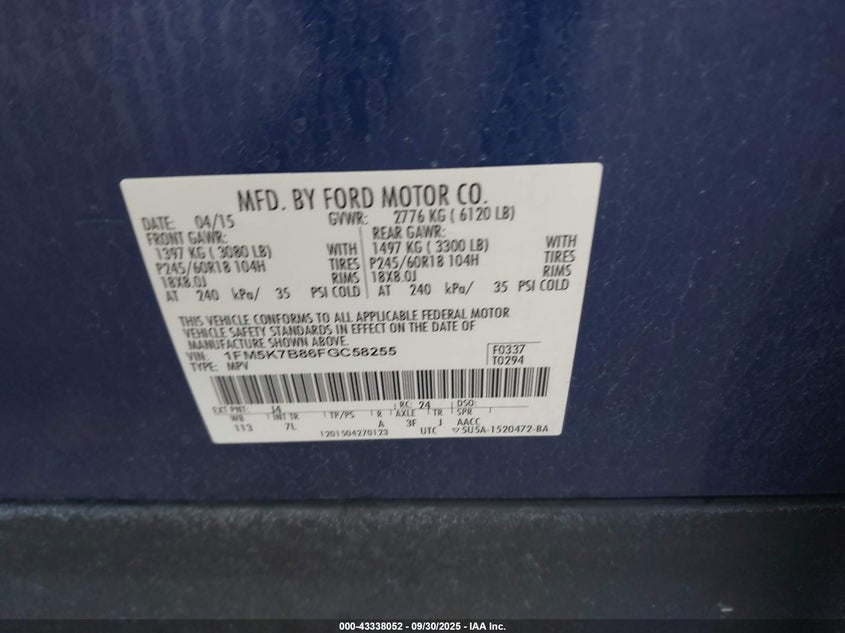 MFD. BY FORD MOTOR CO.
DATE: 04/15 GVWR: 2776 KG ( 6120 LB)
FRONT GAWR: REAR GAWR:
1397 KG ( 3080 LB) WITH 1497 KG ( 3300 LB) WITH
P245/60R18 104H TIRES P245/60R18 104H TIRES
18X8.0J RIMS 18X8.0J RIMS
AT 240 kPa/ 35 PSI COLD AT 240 kPa/ 35 PSI COLD
THIS VEHICLE CONFORMS TO ALL APPLICABLE FEDERAL MOTOR
VEHICLE SAFETY STANDARDS IN EFFECT ON THE DATE OF
MANUFACTURE SHOWN ABOVE.
VIN: 1FM5K7B86FGC58255 F0337
TYPE: MPV T0294
EXT PNT: J4 RC: 24 DSO:
WB INT TR TP/PS R AXLE TR SPR
113 7L A 3F J AACC
1201504270123 UTC ▽5U5A-1520472-BA
000-43338052 - 09/30/2025 - IAA Inc.